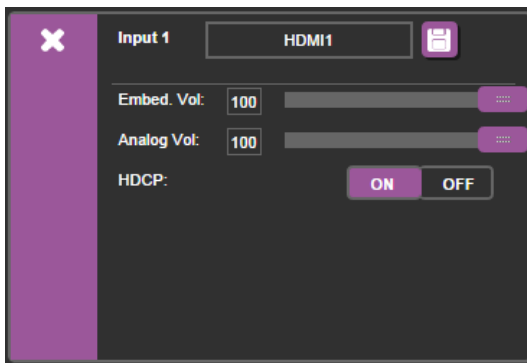 Input 1 HDMI1
Embed. Vol: 100
Analog Vol: 100
HDCP: ON OFF